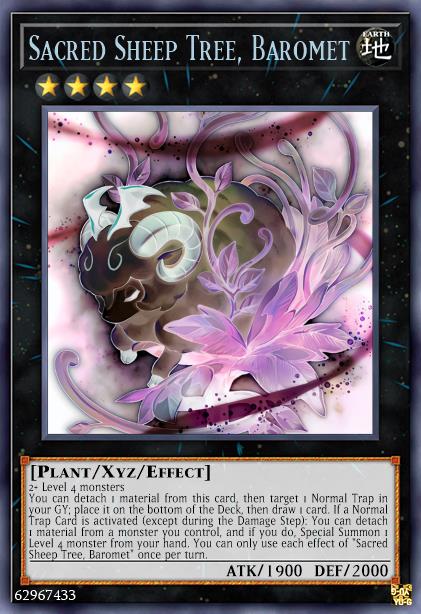 SACRED SHEEP TREE, BAROMET
EARTH
地
[PLANT/XYZ/EFFECT]
2+ Level 4 monsters
You can detach 1 material from this card, then target 1 Normal Trap in
your GY; place it on the bottom of the Deck, then draw 1 card. If a Normal
Trap Card is activated (except during the Damage Step): You can detach
1 material from a monster you control, and if you do, Special Summon 1
Level 4 monster from your hand. You can only use each effect of "Sacred
Sheep Tree, Baromet" once per turn.
ATK/1900 DEF/2000
62967433